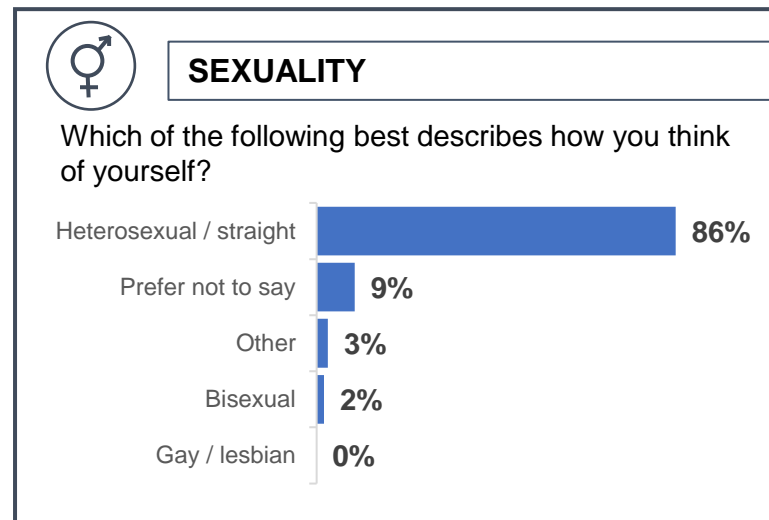 SEXUALITY
Which of the following best describes how you think
of yourself?
Heterosexual / straight 86%
Prefer not to say 9%
Other 3%
Bisexual 2%
Gay / lesbian 0%